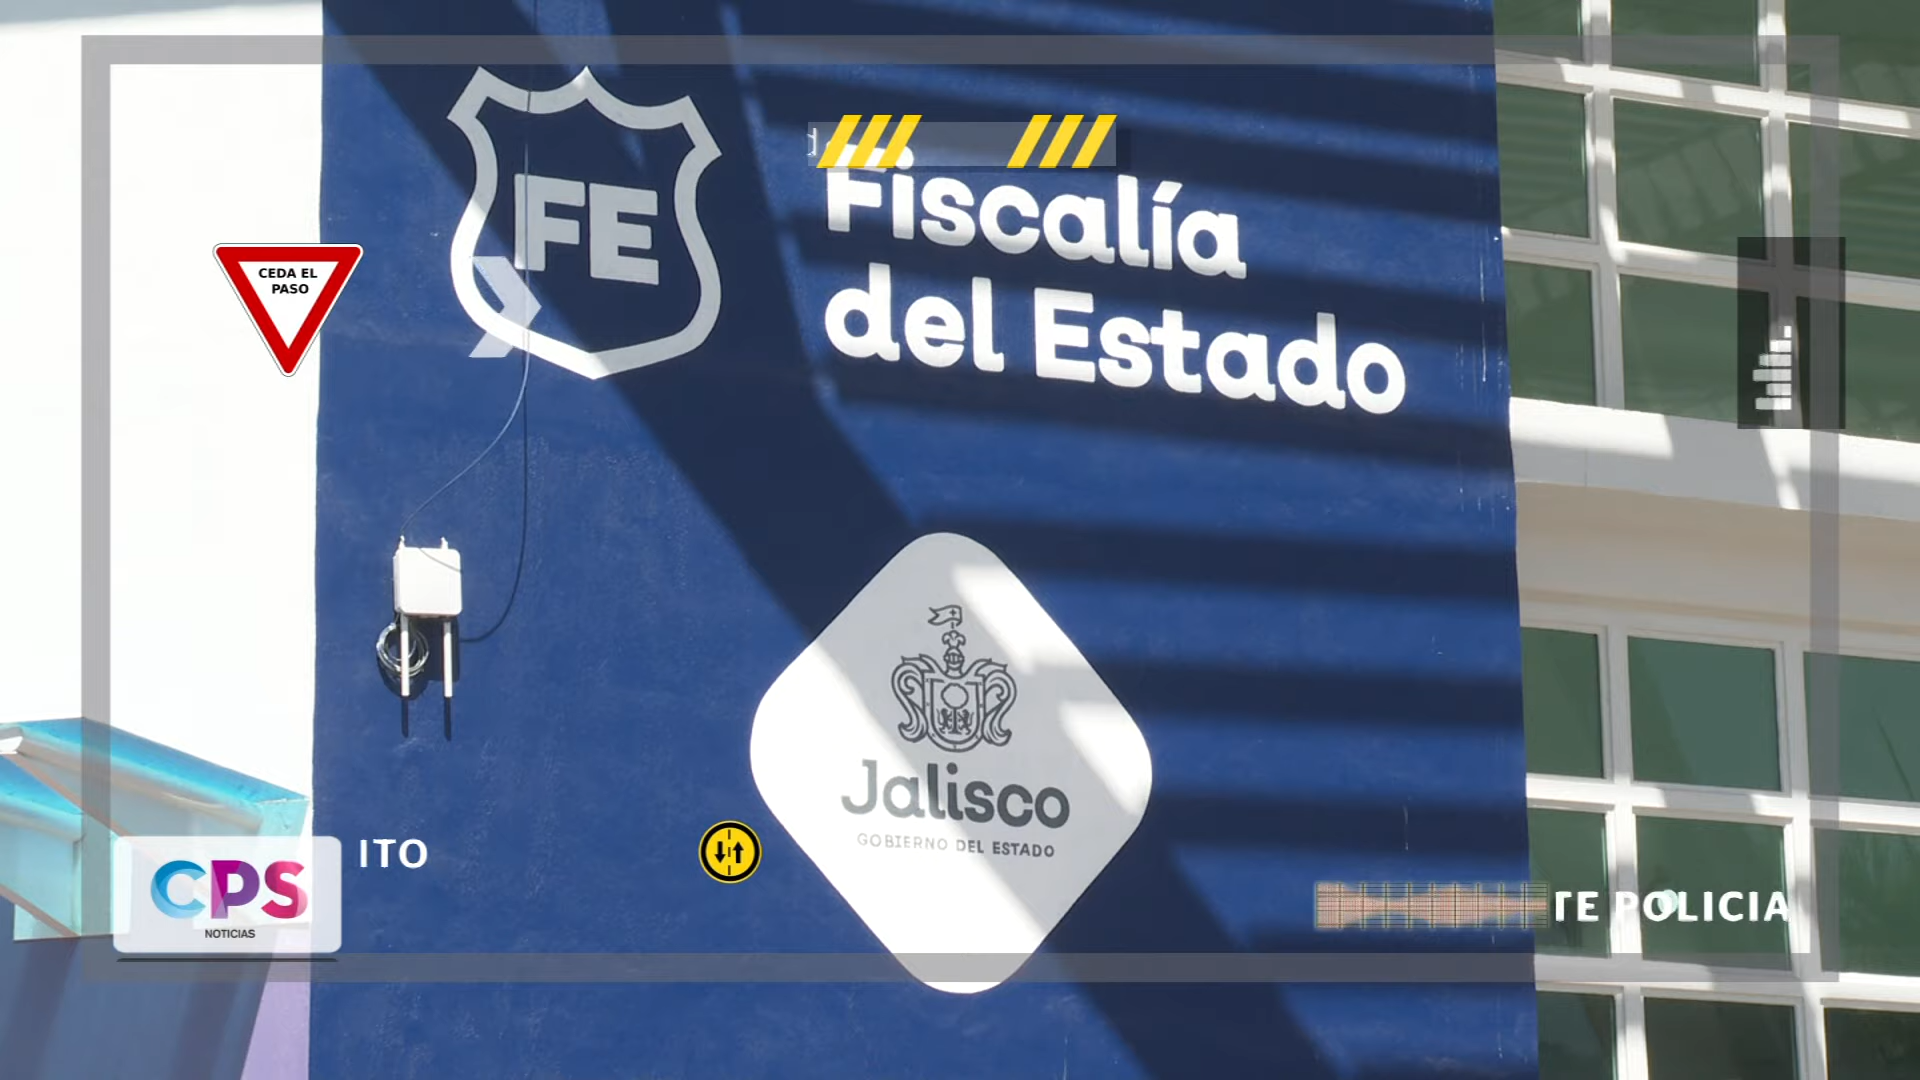 FE
Fiscalía
del Estado
CEDA EL
PASO
Jalisco
GOBIERNO DEL ESTADO
ITO
CPS
NOTICIAS
TE POLICIA